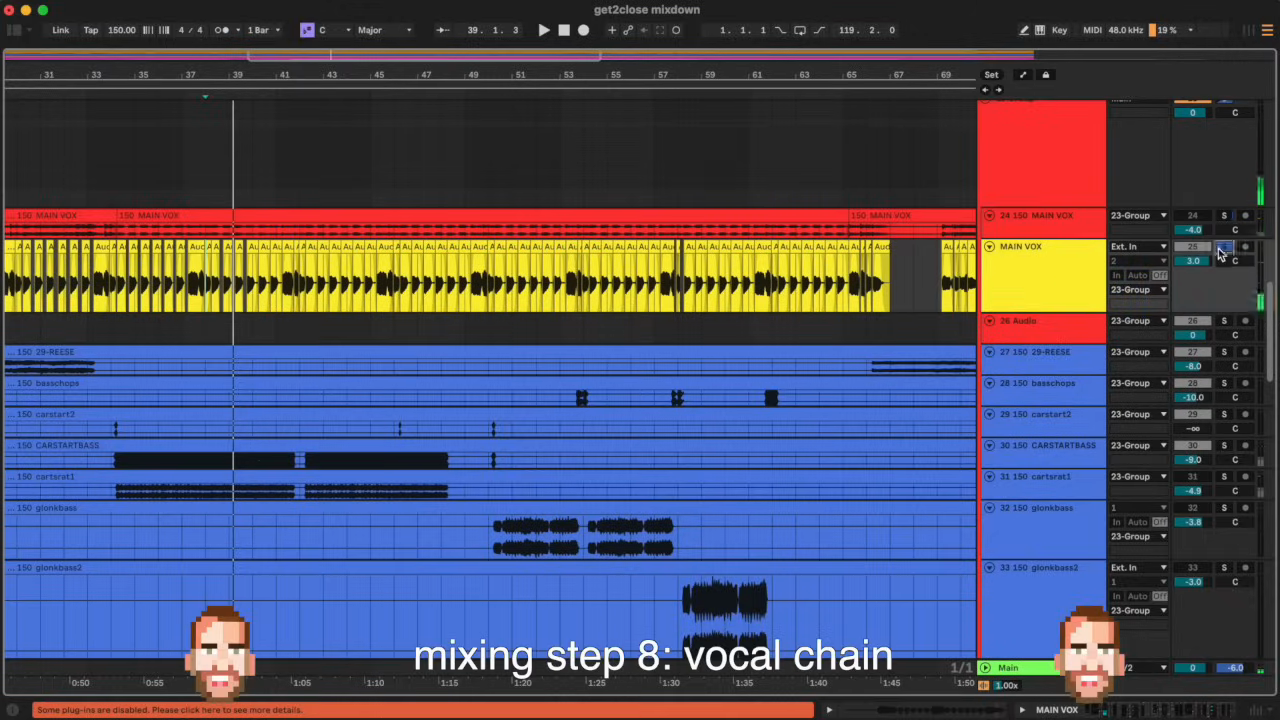 get2close mixdown
Link Tap 150.00 4 / 4 1 Bar C Major 39. 1. 3 1. 1. 1 119. 2. 0 Key MIDI 48.0 kHz 19 %
31 33 35 37 39 41 43 45 47 49 51 53 55 57 59 61 63 65 67 69 Set
0 C
... 150 MAIN VOX 150 MAIN VOX 150 MAIN VOX 24 150 MAIN VOX 23-Group 24 S
-4.0 C
MAIN VOX Ext. In 25
2 3.0 C
In Auto Off
23-Group
26 Audio 23-Group 26 S
0 C
... 150 29-REESE 27 150 29-REESE 23-Group 27 S
-8.0 C
... 150 basschops 28 150 basschops 23-Group 28 S
-10.0 C
... 150 carstart2 29 150 carstart2 23-Group 29 S
-∞ C
... 150 CARSTARTBASS 30 150 CARSTARTBASS 23-Group 30 S
-9.0 C
... 150 cartsrat1 31 150 cartsrat1 23-Group 31 S
-4.9 C
... 150 glonkbass 32 150 glonkbass 1 32 S
In Auto Off -3.8 C
23-Group
... 150 glonkbass2 33 150 glonkbass2 Ext. In 33 S
1 -3.0 C
In Auto Off
23-Group
mixing step 8: vocal chain
1/1 Main /2 0 -6.0
0:50 0:55 1:10 1:15 1:20 1:25 1:30 1:35 1:40 1:45 1:50 1.00x
Some plug-ins are disabled. Please click here to see more details. MAIN VOX